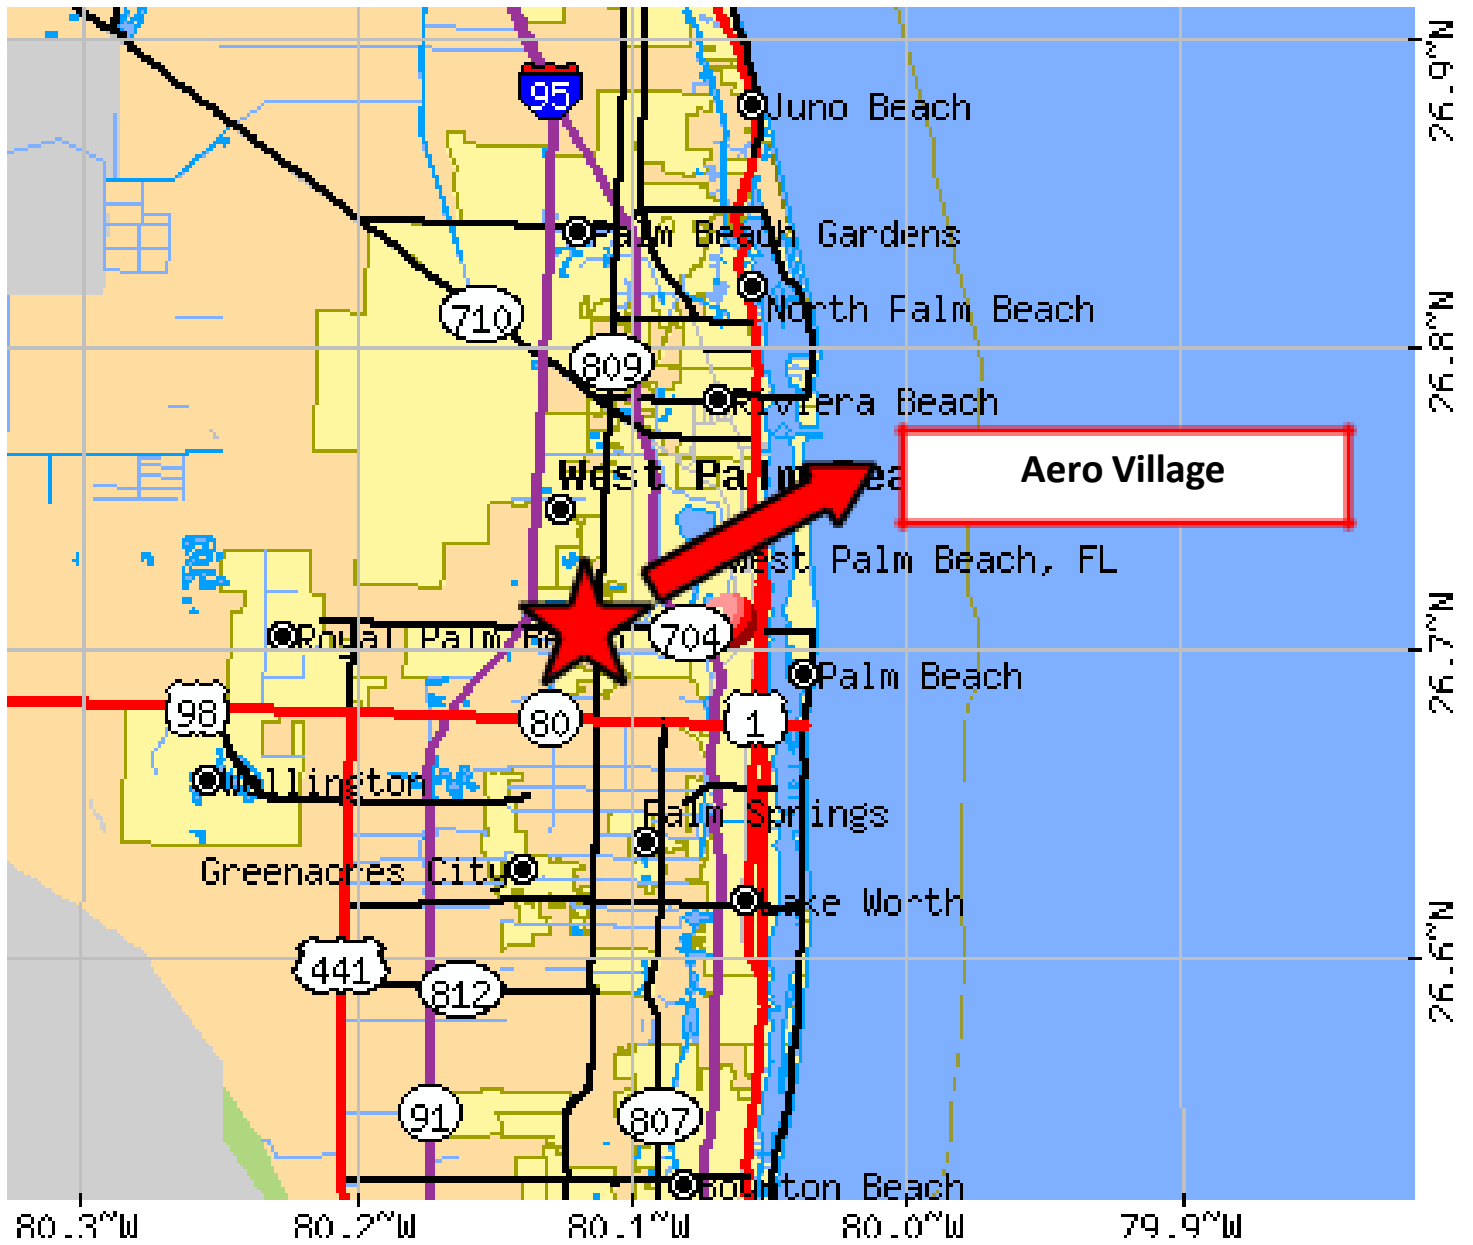 26.9~N
95
Juno Beach
Palm Beach Gardens
North Palm Beach
710
26.8~N
809
Riviera Beach
Aero Village
West Palm Bea
West Palm Beach, FL
26.7~N
704
Royal Palm Beach
Palm Beach
98
80
1
Wellington
Palm Springs
Greenacres City
Lake Worth
26.6~N
441
812
91
807
Boynton Beach
80.3~W
80.2~W
80.1~W
80.0~W
79.9~W